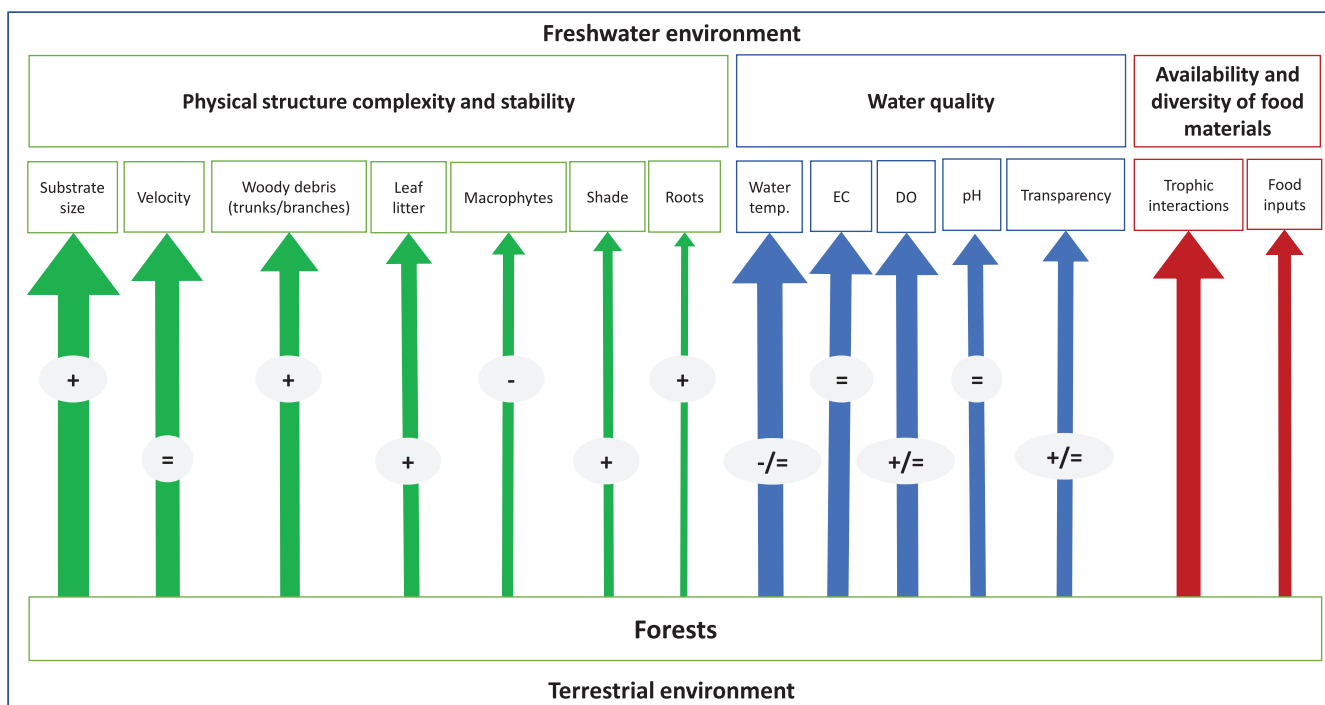 Freshwater environment
Physical structure complexity and stability
Water quality
Availability and
diversity of food
materials
Substrate
size
Velocity
Woody debris
(trunks/branches)
Leaf
litter
Macrophytes
Shade
Roots
Water
temp.
EC
DO
pH
Transparency
Trophic
interactions
Food
inputs
+
=
+
+
-
+
+
-/=
=
+/=
=
+/=
Forests
Terrestrial environment